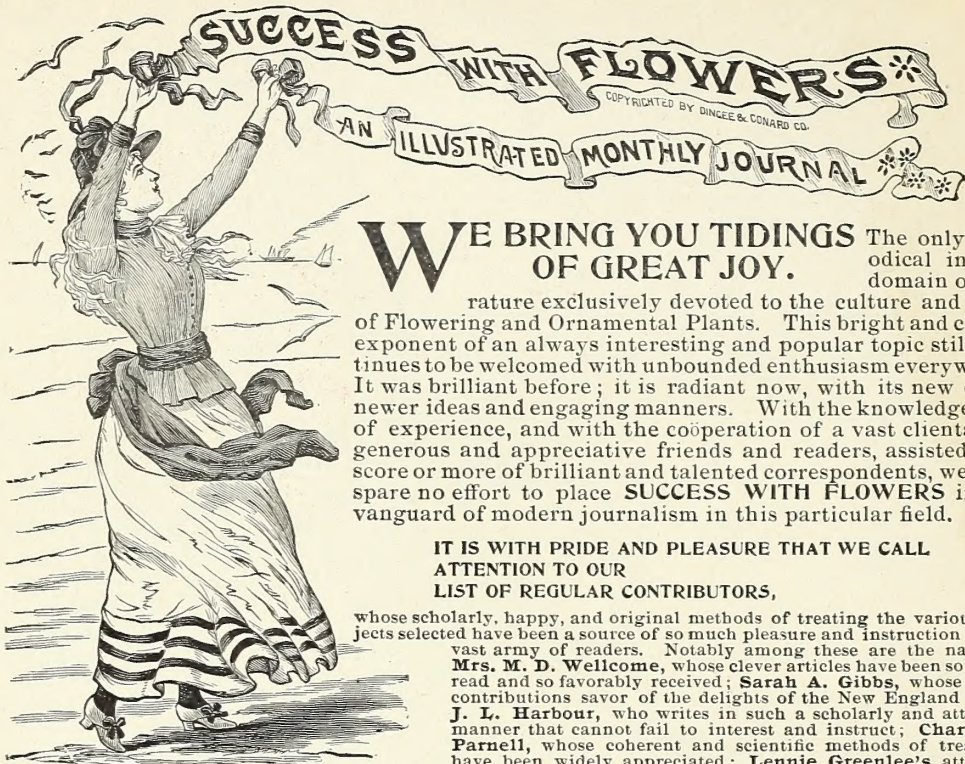 SUCCESS WITH FLOWERS
COPYRIGHTED BY DINGEE & CONARD CO.
AN ILLUSTRATED MONTHLY JOURNAL
WE BRING YOU TIDINGS
OF GREAT JOY.
The only
odical in
domain o
rature exclusively devoted to the culture and
of Flowering and Ornamental Plants. This bright and c
exponent of an always interesting and popular topic stil
tinues to be welcomed with unbounded enthusiasm everyw
It was brilliant before; it is radiant now, with its new
newer ideas and engaging manners. With the knowledge
of experience, and with the coöperation of a vast clienta
generous and appreciative friends and readers, assisted
score or more of brilliant and talented correspondents, we
spare no effort to place SUCCESS WITH FLOWERS i
vanguard of modern journalism in this particular field.
IT IS WITH PRIDE AND PLEASURE THAT WE CALL
ATTENTION TO OUR
LIST OF REGULAR CONTRIBUTORS,
whose scholarly, happy, and original methods of treating the variou
jects selected have been a source of so much pleasure and instruction
vast army of readers. Notably among these are the na
Mrs. M. D. Wellcome, whose clever articles have been so
read and so favorably received; Sarah A. Gibbs, whose
contributions savor of the delights of the New England
J. L. Harbour, who writes in such a scholarly and att
manner that cannot fail to interest and instruct; Char
Parnell, whose coherent and scientific methods of trea
have been widely appreciated; Lennie Greenlee's att